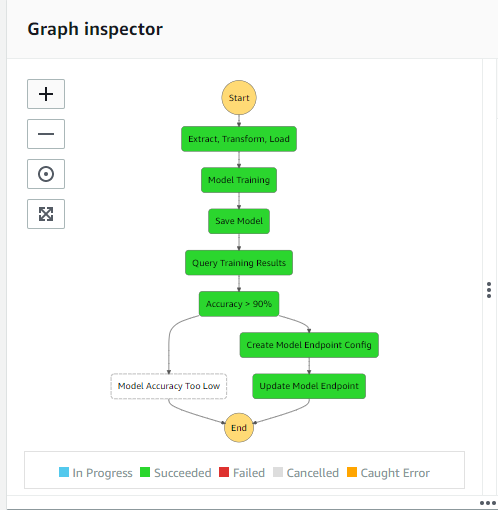 Graph inspector
Start
Extract, Transform, Load
Model Training
Save Model
Query Training Results
Accuracy > 90%
Create Model Endpoint Config
Model Accuracy Too Low
Update Model Endpoint
End
In Progress
Succeeded
Failed
Cancelled
Caught Error